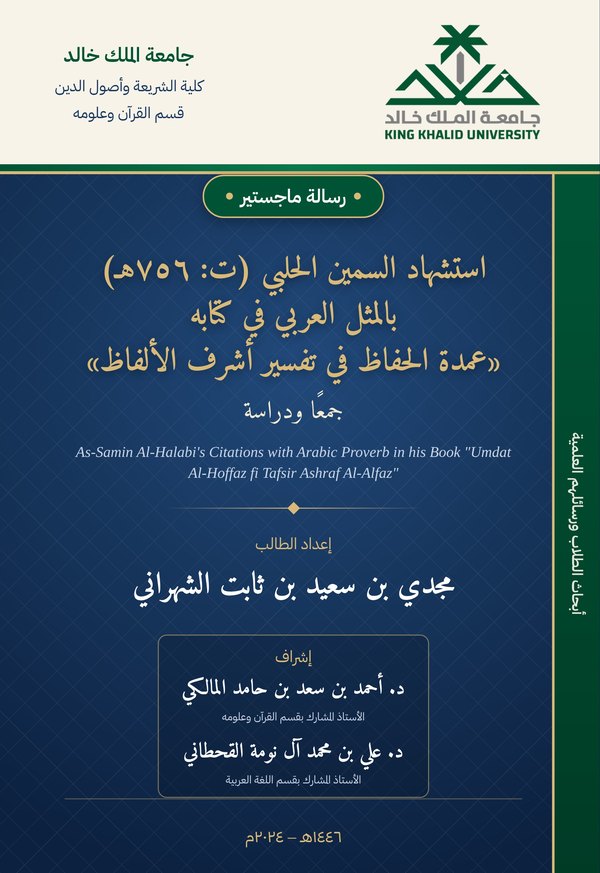 جامعة الملك خالد
كلية الشريعة وأصول الدين
قسم القرآن وعلومه
جامعة الملك خالد
KING KHALID UNIVERSITY
رسالة ماجستير
استشهاد السمين الحلبي (ت: ٧٥٦هـ)
بالمثل العربي في كتابه
«عمدة الحفاظ في تفسير أشرف الألفاظ»
جمعًا ودراسة
As-Samin Al-Halabi's Citations with Arabic Proverb in his Book "Umdat
Al-Hoffaz fi Tafsir Ashraf Al-Alfaz"
إعداد الطالب
مجدي بن سعيد بن ثابت الشهراني
إشراف
د. أحمد بن سعد بن حامد المالكي
الأستاذ المشارك بقسم القرآن وعلومه
د. علي بن محمد آل نومة القحطاني
الأستاذ المشارك بقسم اللغة العربية
١٤٤٦هـ – ٢٠٢٤م
أبحاث الطلاب ورسائلهم العلمية